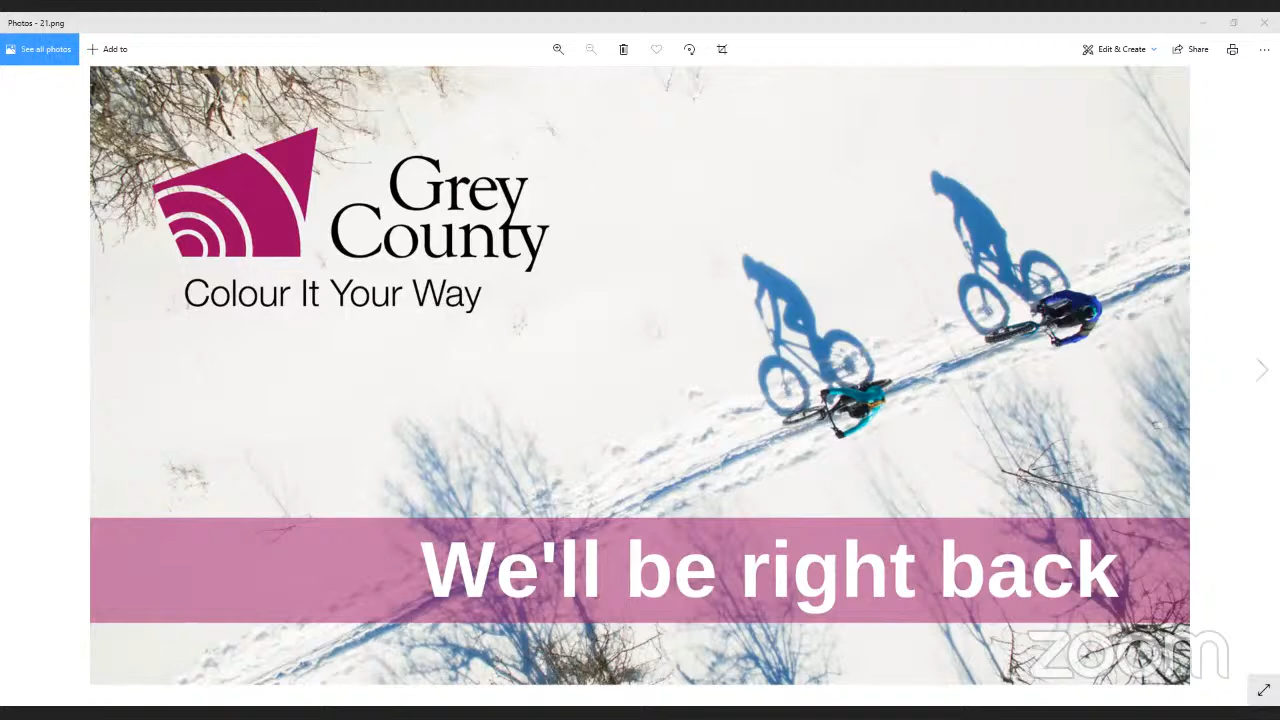 Photos - 21.png
See all photos
Add to
Edit & Create
Share
Grey
County
Colour It Your Way
We'll be right back
zoom